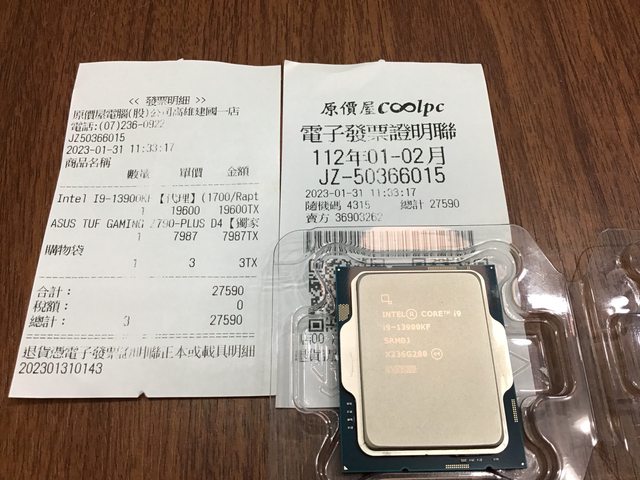 << 發票明細 >>
原價屋電腦(股)公司高雄建國一店
電話:(07)236-0922
JZ50366015
2023-01-31 11:33:17
商品名稱
數量 單價 金額
Intel I9-13900KF【代理】(1700/Rapt
1 19600 19600TX
ASUS TUF GAMING Z790-PLUS D4【獨家
1 7987 7987TX
購物袋
1 3 3TX
合計: 27590
稅額: 0
總計: 3 27590
退貨憑電子發票證明聯正本或載具明細
202301310143
原價屋coolpc
電子發票證明聯
112年01-02月
JZ-50366015
2023-01-31 11:33:17
隨機碼 4315 總計 27590
賣方 36903262
INTEL® CORE™ i9
i9-13900KF
SRMBJ
X236G288